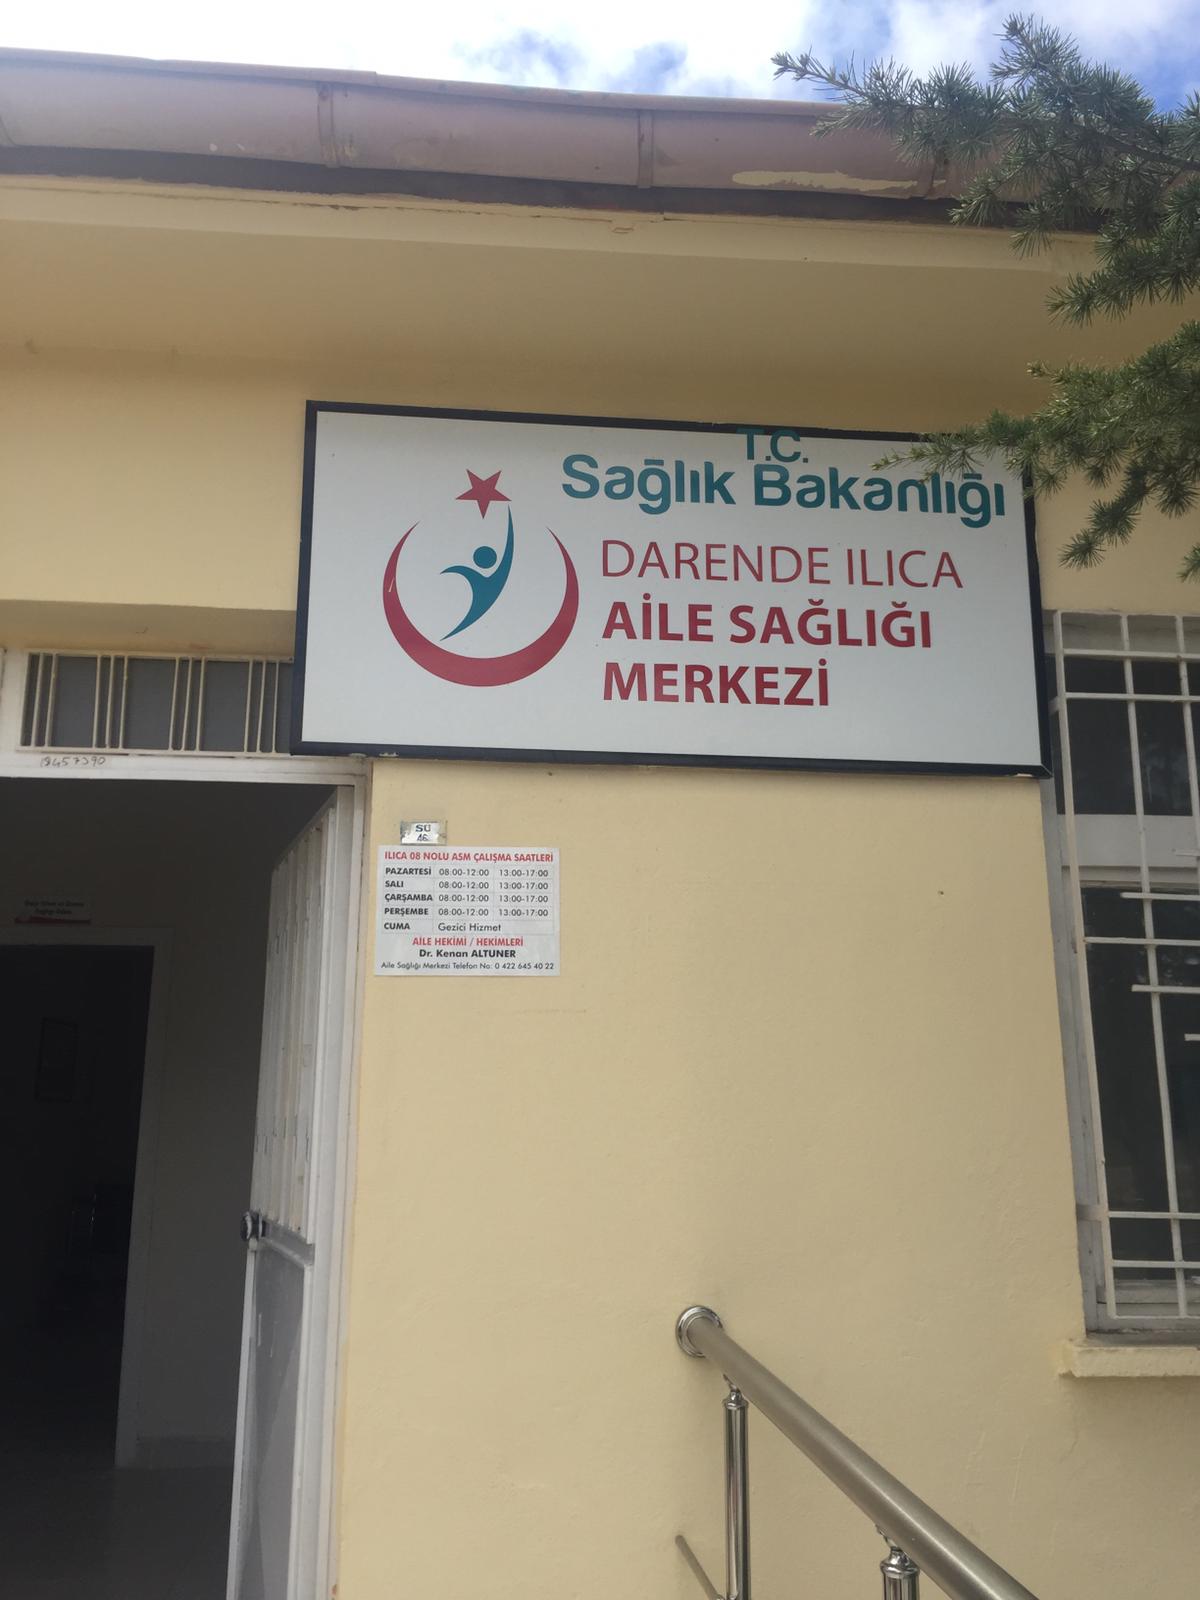 T.C.
Sağlık Bakanlığı
DARENDE ILICA
AİLE SAĞLIĞI
MERKEZİ
18457390
SU
46
ILICA 08 NOLU ASM ÇALIŞMA SAATLERİ
PAZARTESİ 08:00-12:00 13:00-17:00
SALI 08:00-12:00 13:00-17:00
ÇARŞAMBA 08:00-12:00 13:00-17:00
PERŞEMBE 08:00-12:00 13:00-17:00
CUMA Gezici Hizmet
AİLE HEKİMİ / HEKİMLERİ
Dr. Kenan ALTUNER
Aile Sağlığı Merkezi Telefon No: 0 422 645 40 22